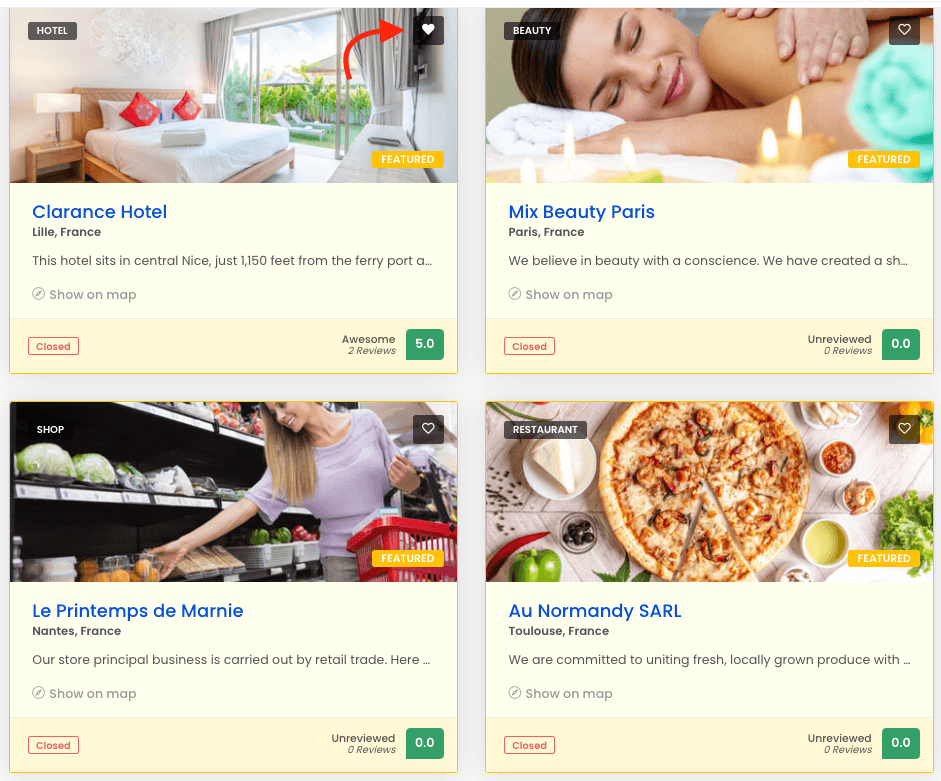 HOTEL
FEATURED
Clarance Hotel
Lille, France
This hotel sits in central Nice, just 1,150 feet from the ferry port a...
Show on map
Closed
Awesome
2 Reviews
5.0
BEAUTY
FEATURED
Mix Beauty Paris
Paris, France
We believe in beauty with a conscience. We have created a sh...
Show on map
Closed
Unreviewed
0 Reviews
0.0
SHOP
FEATURED
Le Printemps de Marnie
Nantes, France
Our store principal business is carried out by retail trade. Here ...
Show on map
Closed
Unreviewed
0 Reviews
0.0
RESTAURANT
FEATURED
Au Normandy SARL
Toulouse, France
We are committed to uniting fresh, locally grown produce with ...
Show on map
Closed
Unreviewed
0 Reviews
0.0